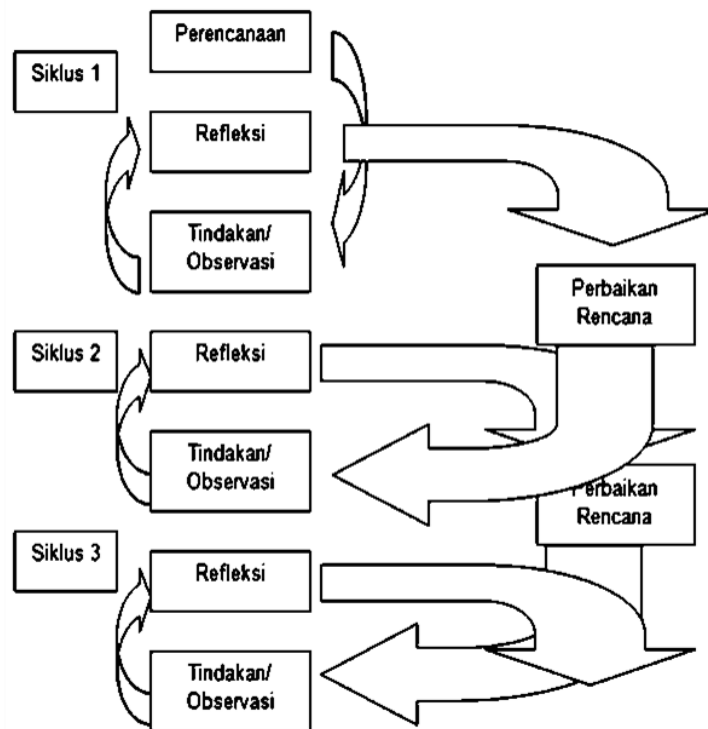 Perencanaan
Siklus 1
Refleksi
Tindakan/
Observasi
Perbaikan
Rencana
Siklus 2
Refleksi
Tindakan/
Observasi
Perbaikan
Rencana
Siklus 3
Refleksi
Tindakan/
Observasi